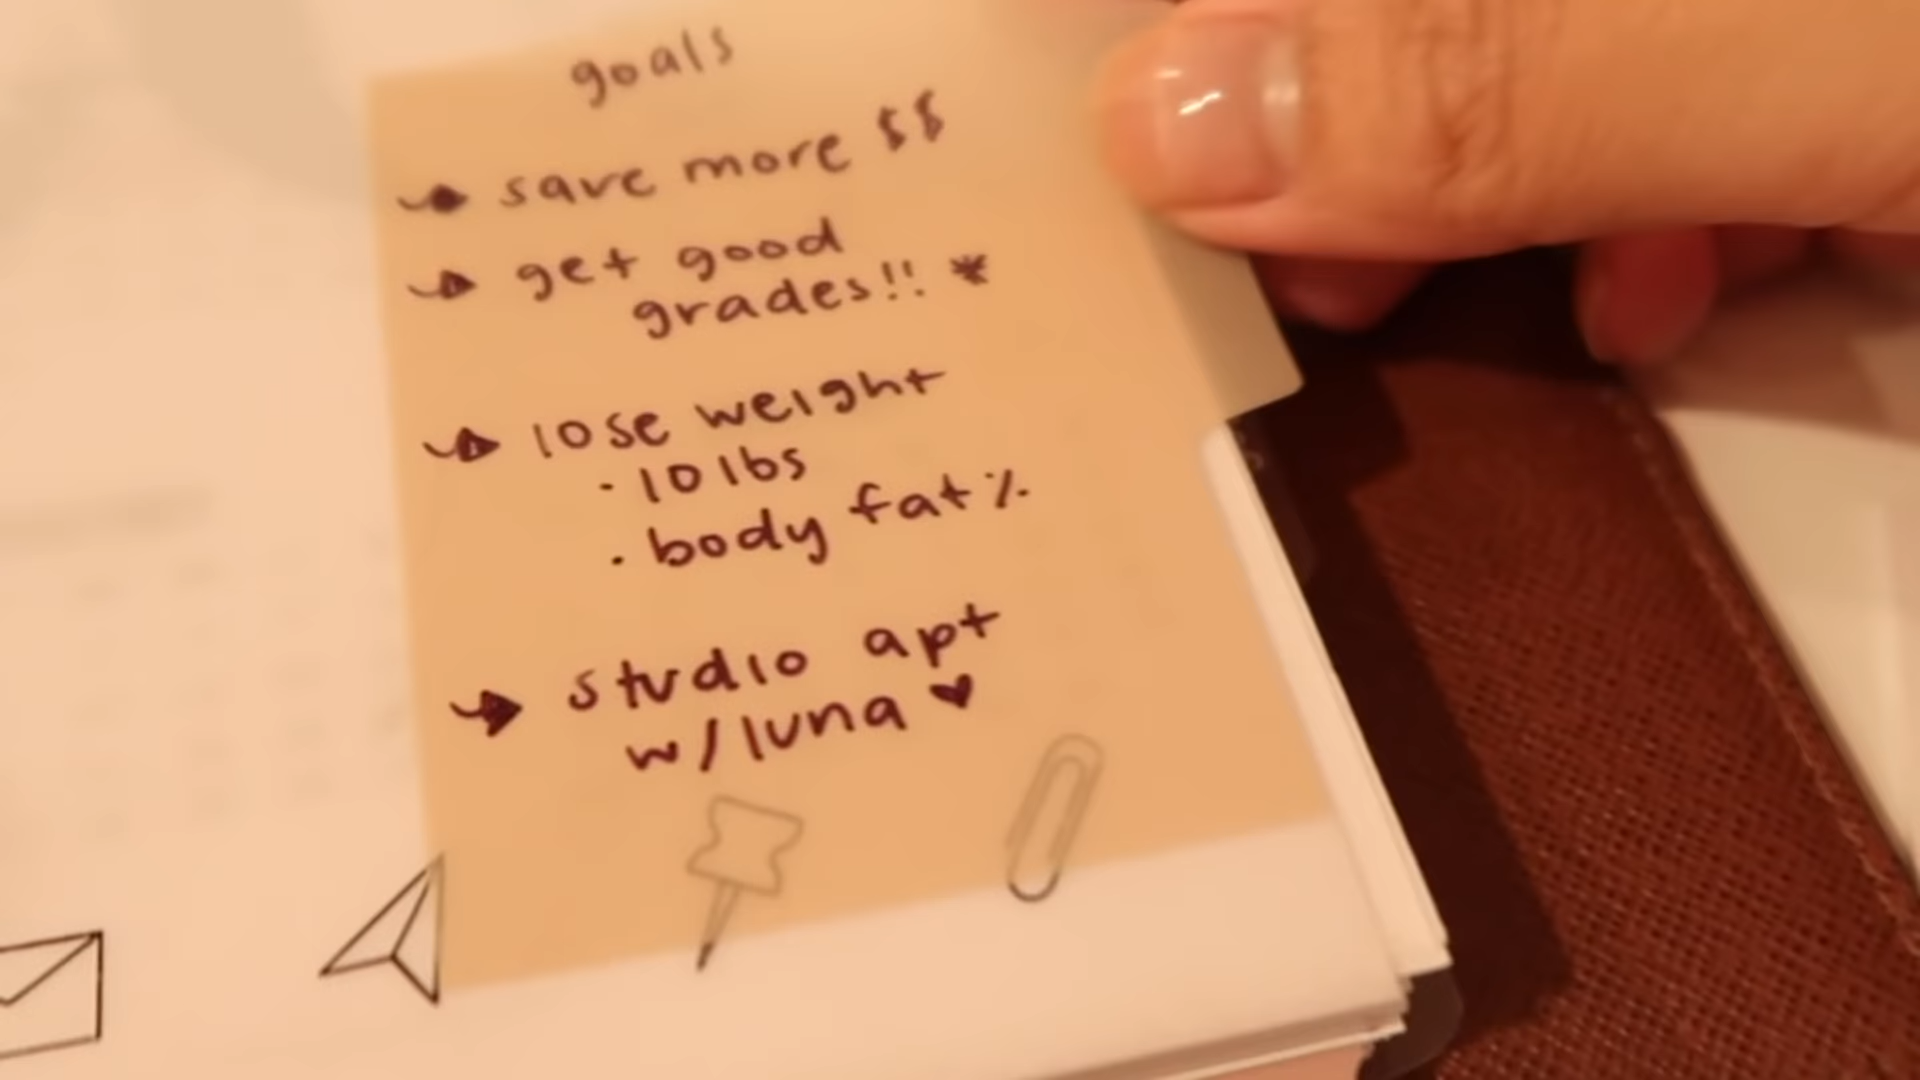 goals
save more $$
get good
grades!! *
lose weight
· 10 lbs
· body fat %
studio apt
w/ luna ♥